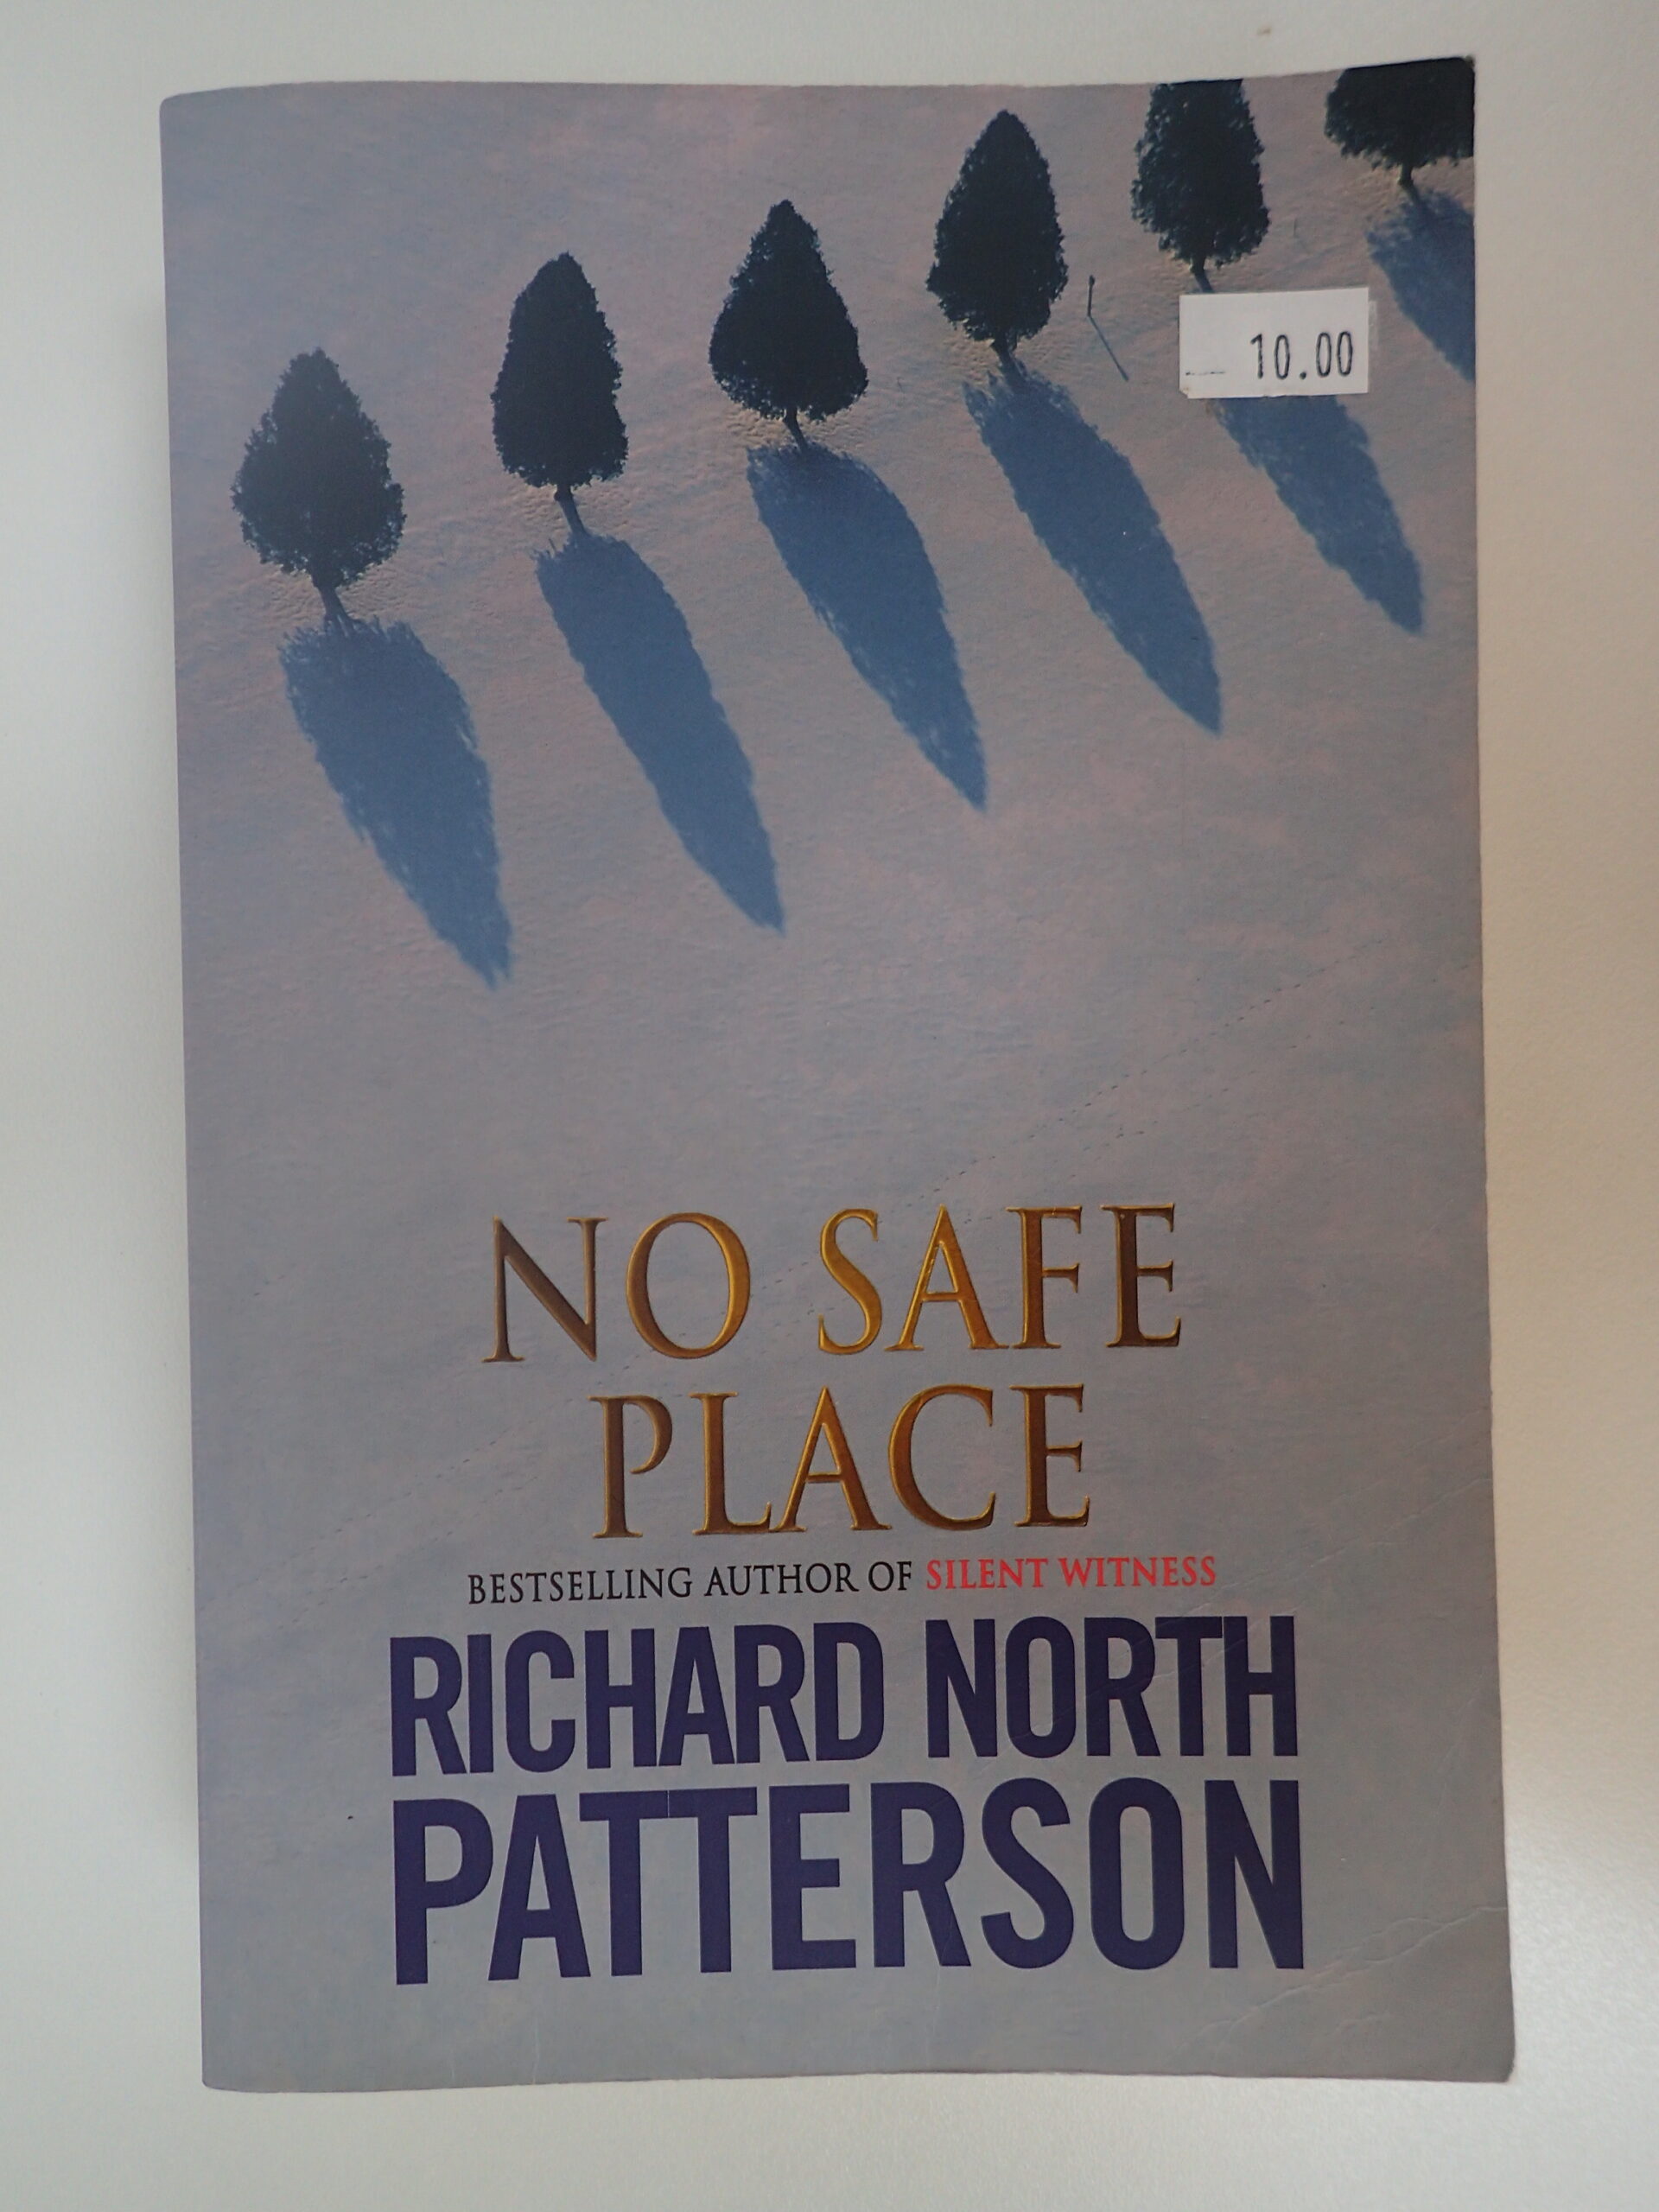 10.00
NO SAFE
PLACE
BESTSELLING AUTHOR OF SILENT WITNESS
RICHARD NORTH
PATTERSON